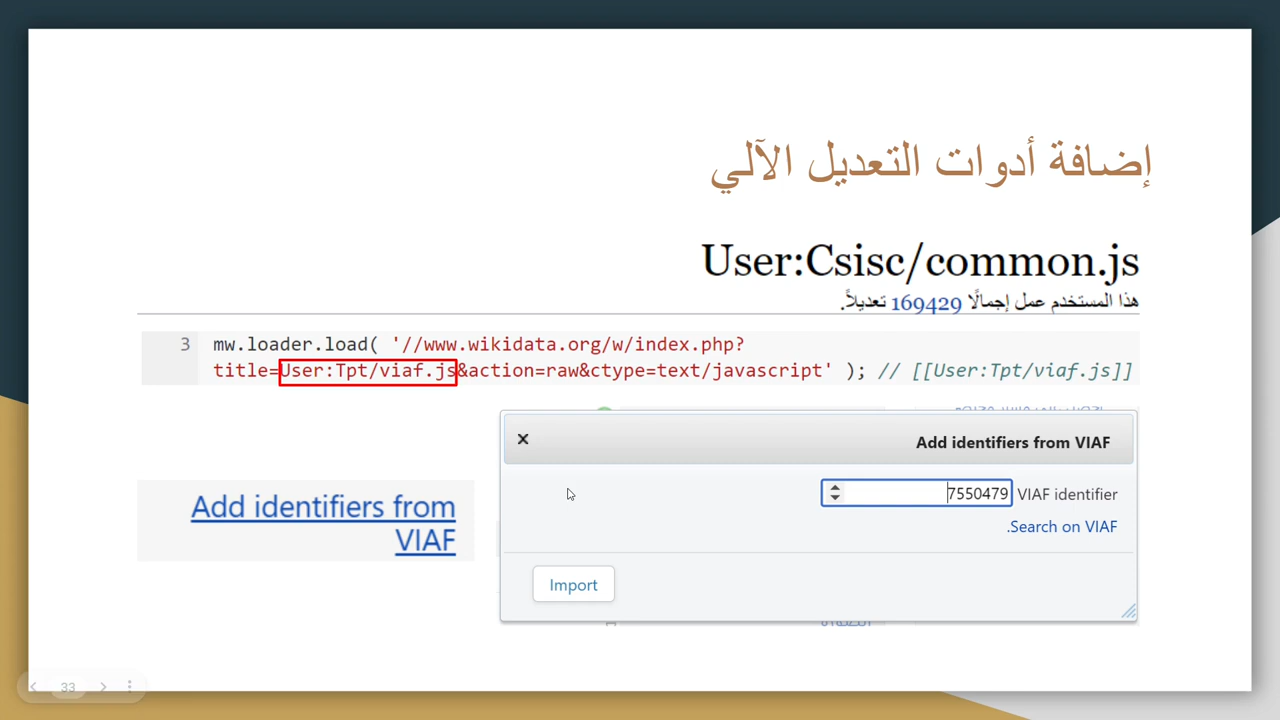 إضافة أدوات التعديل الآلي
User:Csisc/common.js
هذا المستخدم عمل إجمالًا 169429 تعديلاً.
3 mw.loader.load( '//www.wikidata.org/w/index.php?
title=User:Tpt/viaf.js&action=raw&ctype=text/javascript' ); // [[User:Tpt/viaf.js]]
Add identifiers from
VIAF
Add identifiers from VIAF
7550479 VIAF identifier
.Search on VIAF
Import
33